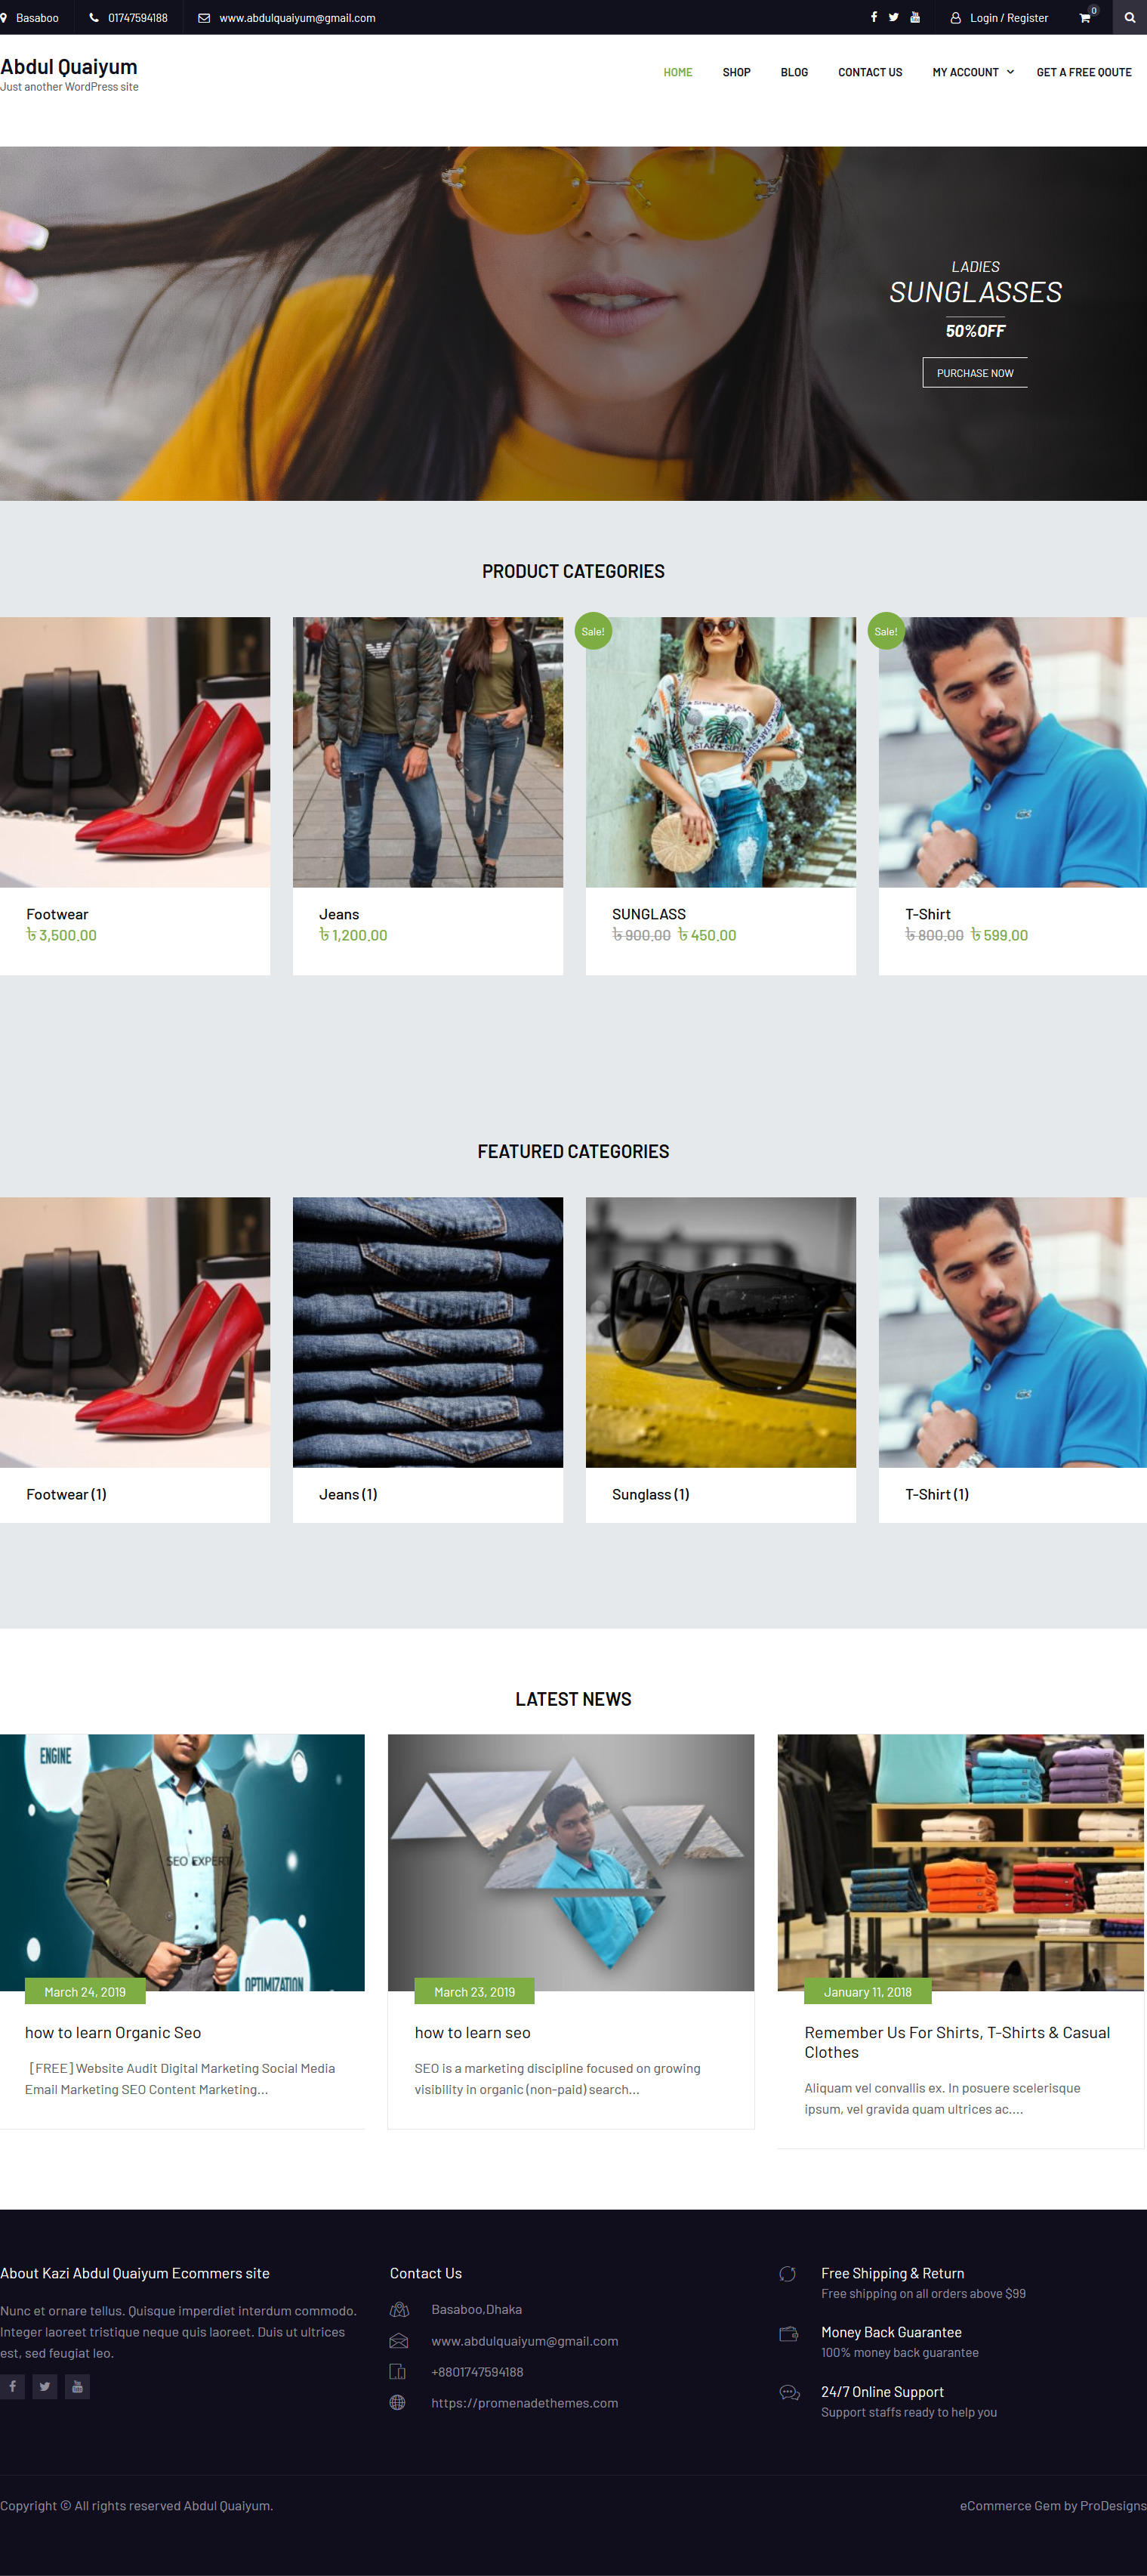 Basaboo
01747594188
www.abdulquaiyum@gmail.com
Login / Register
0
Abdul Quaiyum
Just another WordPress site
HOME
SHOP
BLOG
CONTACT US
MY ACCOUNT
GET A FREE QOUTE
LADIES
SUNGLASSES
50%OFF
PURCHASE NOW
PRODUCT CATEGORIES
Sale!
Sale!
Footwear
৳ 3,500.00
Jeans
৳ 1,200.00
SUNGLASS
৳ 900.00 ৳ 450.00
T-Shirt
৳ 800.00 ৳ 599.00
FEATURED CATEGORIES
Footwear (1)
Jeans (1)
Sunglass (1)
T-Shirt (1)
LATEST NEWS
ENGINE
SEO EXPERT
OPTIMIZATION
March 24, 2019
how to learn Organic Seo
[FREE] Website Audit Digital Marketing Social Media
Email Marketing SEO Content Marketing...
March 23, 2019
how to learn seo
SEO is a marketing discipline focused on growing
visibility in organic (non-paid) search...
January 11, 2018
Remember Us For Shirts, T-Shirts & Casual
Clothes
Aliquam vel convallis ex. In posuere scelerisque
ipsum, vel gravida quam ultrices ac....
About Kazi Abdul Quaiyum Ecommers site
Nunc et ornare tellus. Quisque imperdiet interdum commodo.
Integer laoreet tristique neque quis laoreet. Duis ut ultrices
est, sed feugiat leo.
Contact Us
Basaboo,Dhaka
www.abdulquaiyum@gmail.com
+8801747594188
https://promenadethemes.com
Free Shipping & Return
Free shipping on all orders above $99
Money Back Guarantee
100% money back guarantee
24/7 Online Support
Support staffs ready to help you
Copyright © All rights reserved Abdul Quaiyum.
eCommerce Gem by ProDesigns